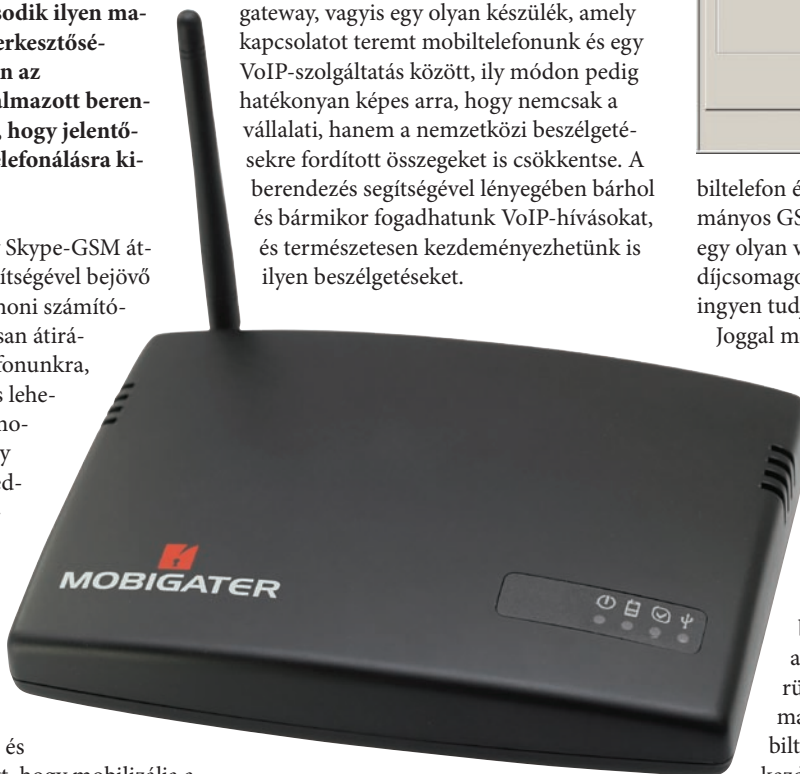 sodik ilyen ma-
erkesztősé-
n az
almazott beren-
, hogy jelentő-
elefonálásra ki-
Skype-GSM át-
ítségével bejövő
honi számító-
san átirá-
fonunkra,
s lehe-
no-
y
ed-
és
t, hogy mobilizálja a
gateway, vagyis egy olyan készülék, amely
kapcsolatot teremt mobiltelefonunk és egy
VoIP-szolgáltatás között, ily módon pedig
hatékonyan képes arra, hogy nemcsak a
vállalati, hanem a nemzetközi beszélgeté-
sekre fordított összegeket is csökkentse. A
berendezés segítségével lényegében bárhol
és bármikor fogadhatunk VoIP-hívásokat,
és természetesen kezdeményezhetünk is
ilyen beszélgetéseket.
MOBIGATER
biltelefon é
mányos GS
egy olyan v
díjcsomago
ingyen tud
Joggal m
a
rü
ma
bilt
kezd